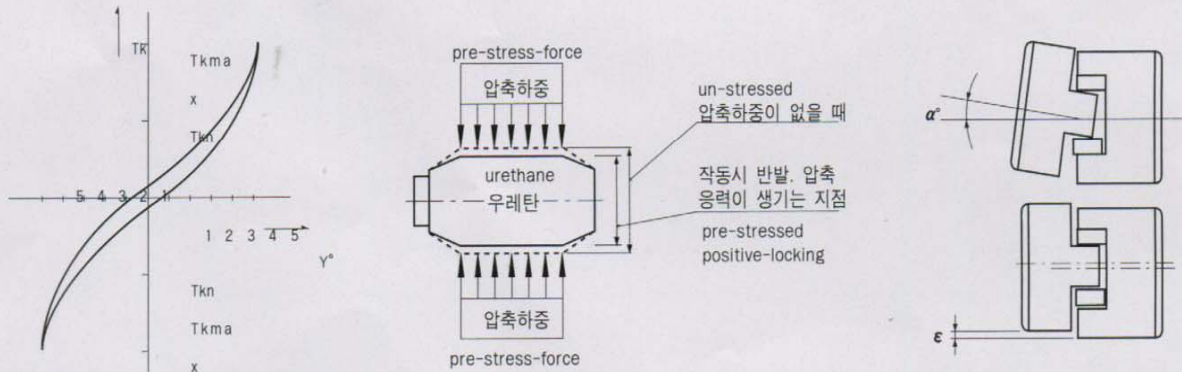 Tk
Tkma
x
Tkn
5 4 3 2 1
1 2 3 4 5
Y°
Tkn
Tkma
x
pre-stress-force
압축하중
urethane
우레탄
압축하중
pre-stress-force
un-stressed
압축하중이 없을 때
작동시 반발. 압축
응력이 생기는 지점
pre-stressed
positive-locking
α°
ε